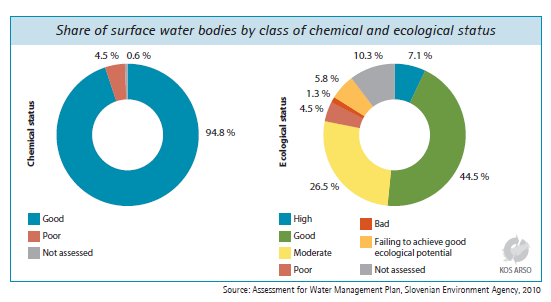 Share of surface water bodies by class of chemical and ecological status
4.5 % 0.6 %
94.8 %
Chemical status
Good
Poor
Not assessed
10.3 % 7.1 %
5.8 %
1.3 %
4.5 %
26.5 %
44.5 %
Ecological status
High
Good
Moderate
Poor
Bad
Failing to achieve good
ecological potential
Not assessed
KOS ARSO
Source: Assessment for Water Management Plan, Slovenian Environment Agency, 2010